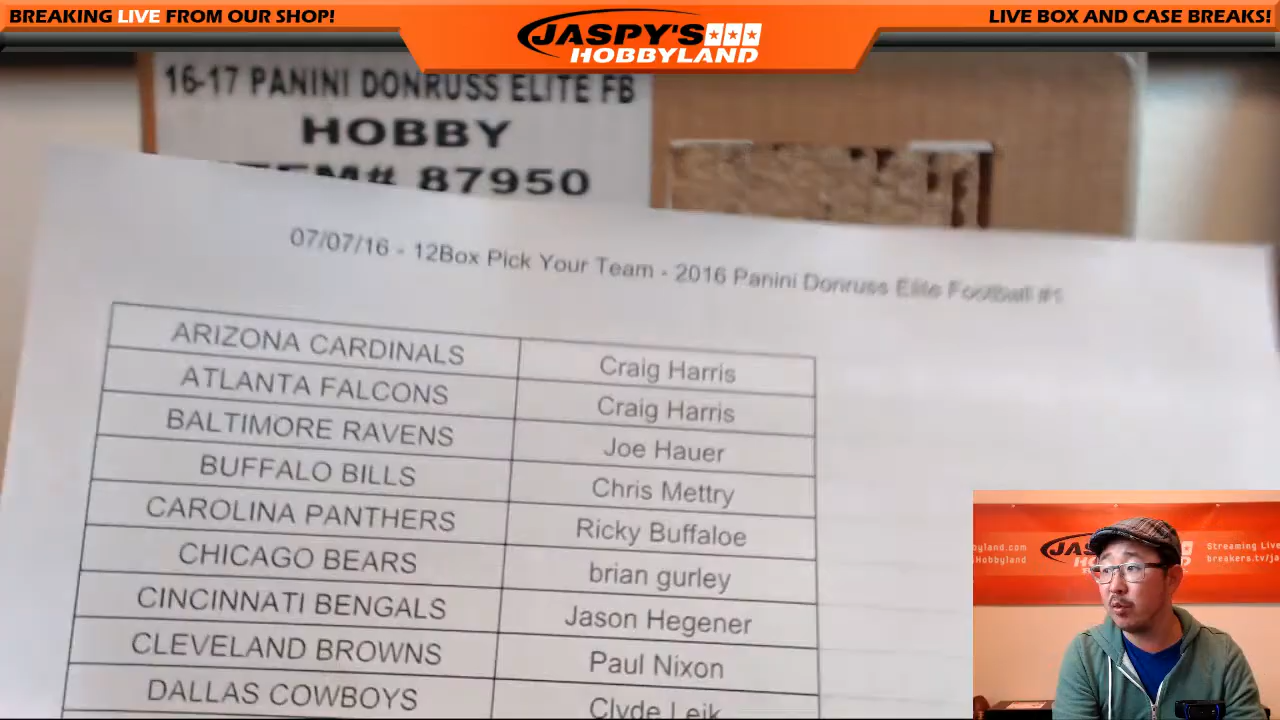 BREAKING LIVE FROM OUR SHOP!
JASPY'S
HOBBYLAND
LIVE BOX AND CASE BREAKS!
16-17 PANINI DONRUSS ELITE FB
HOBBY
ITEM# 87950
07/07/16 - 12Box Pick Your Team - 2016 Panini Donruss Elite Football #1
ARIZONA CARDINALS Craig Harris
ATLANTA FALCONS Craig Harris
BALTIMORE RAVENS Joe Hauer
BUFFALO BILLS Chris Mettry
CAROLINA PANTHERS Ricky Buffaloe
CHICAGO BEARS brian gurley
CINCINNATI BENGALS Jason Hegener
CLEVELAND BROWNS Paul Nixon
DALLAS COWBOYS Clyde Leik
Streaming Live